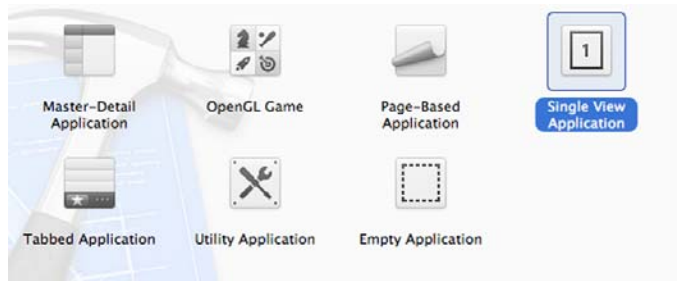 1
Master-Detail
Application
OpenGL Game
Page-Based
Application
Single View
Application
Tabbed Application
Utility Application
Empty Application